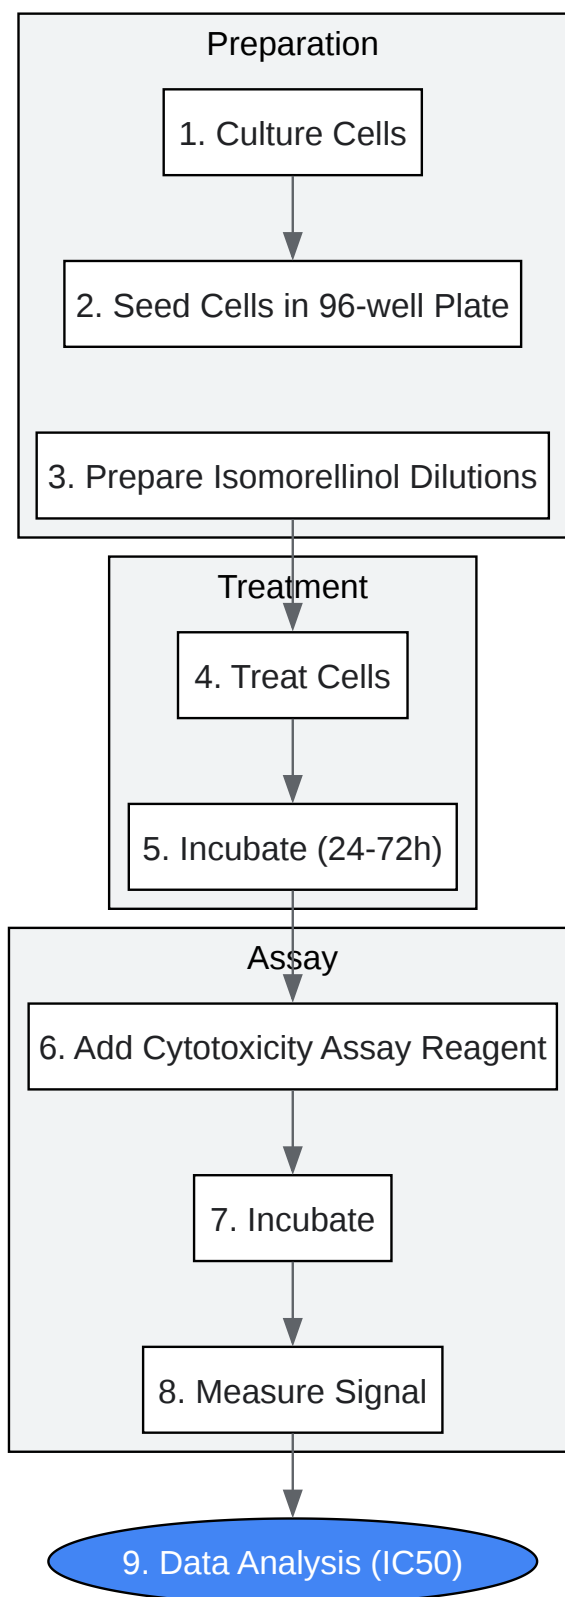 Preparation
1. Culture Cells
2. Seed Cells in 96-well Plate
3. Prepare Isomorellinol Dilutions
Treatment
4. Treat Cells
5. Incubate (24-72h)
Assay
6. Add Cytotoxicity Assay Reagent
7. Incubate
8. Measure Signal
9. Data Analysis (IC50)